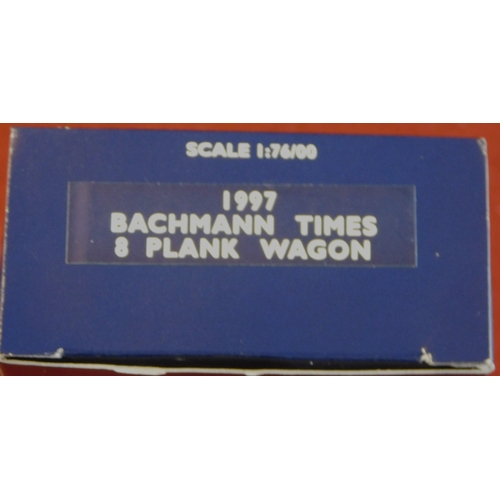 SCALE 1:76/00
1997
BACHMANN TIMES
8 PLANK WAGON